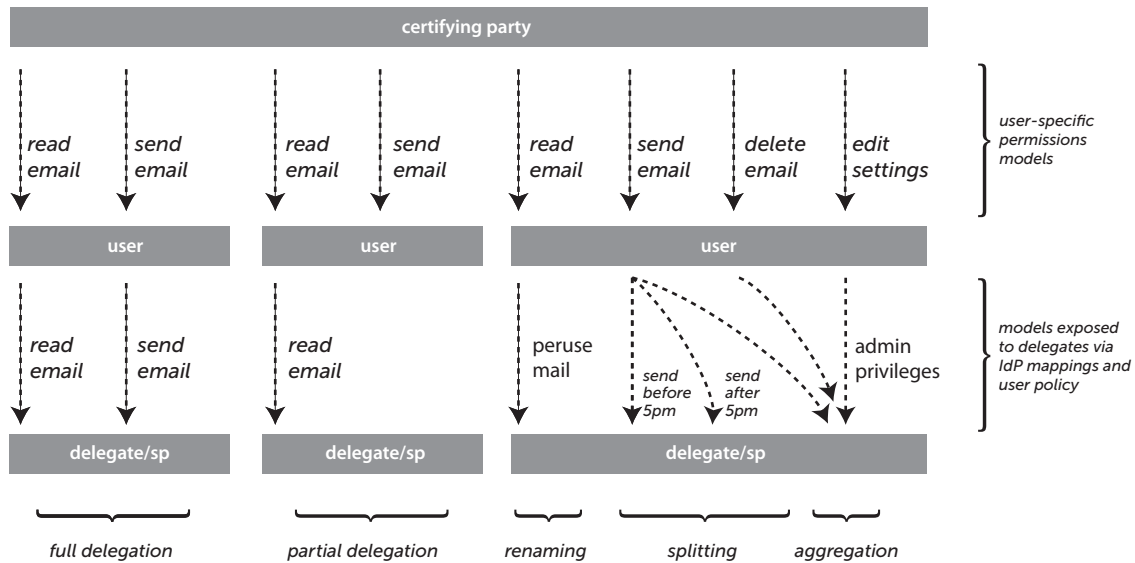 certifying party
read
email
send
email
read
email
send
email
read
email
send
email
delete
email
edit
settings
user-specific
permissions
models
user
user
user
read
email
send
email
read
email
peruse
mail
send
before
5pm
send
after
5pm
admin
privileges
models exposed
to delegates via
IdP mappings and
user policy
delegate/sp
delegate/sp
delegate/sp
full delegation
partial delegation
renaming
splitting
aggregation